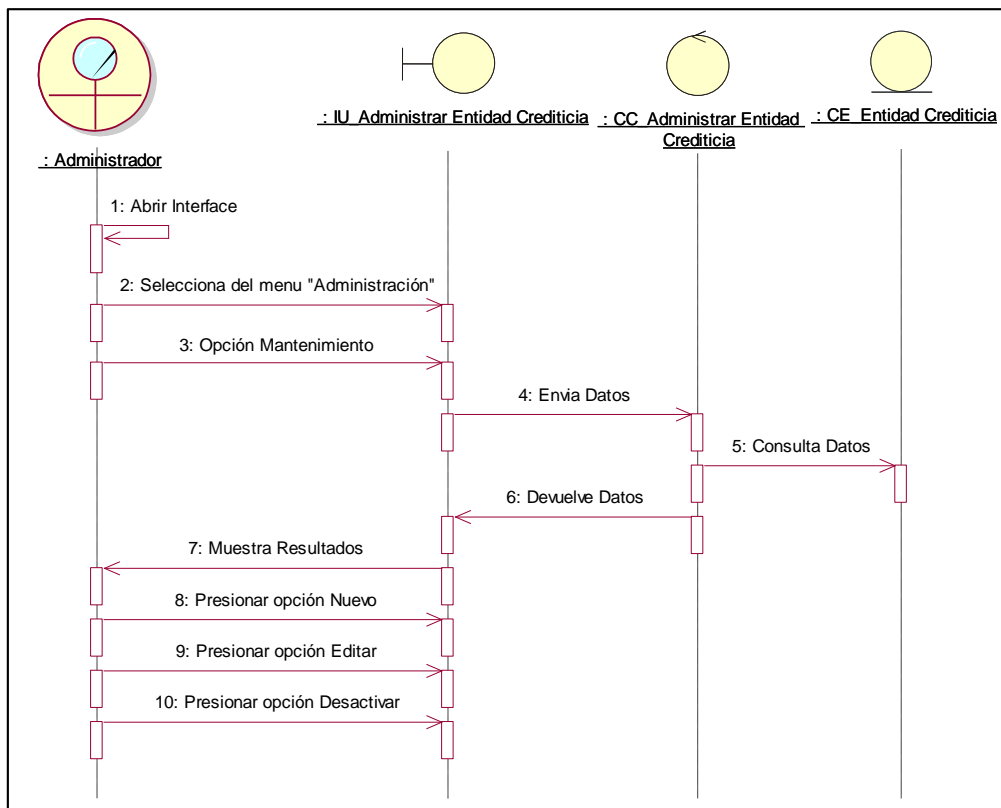 : Administrador
: IU_Administrar Entidad Crediticia
: CC_Administrar Entidad
Crediticia
: CE_Entidad Crediticia
1: Abrir Interface
2: Selecciona del menu "Administración"
3: Opción Mantenimiento
4: Envia Datos
5: Consulta Datos
6: Devuelve Datos
7: Muestra Resultados
8: Presionar opción Nuevo
9: Presionar opción Editar
10: Presionar opción Desactivar